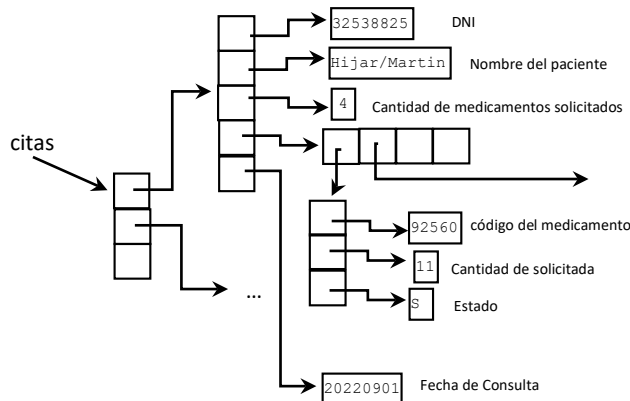 32538825 DNI
Hijar/Martin Nombre del paciente
4 Cantidad de medicamentos solicitados
citas
92560 código del medicamento
11 Cantidad de solicitada
...
S Estado
20220901 Fecha de Consulta